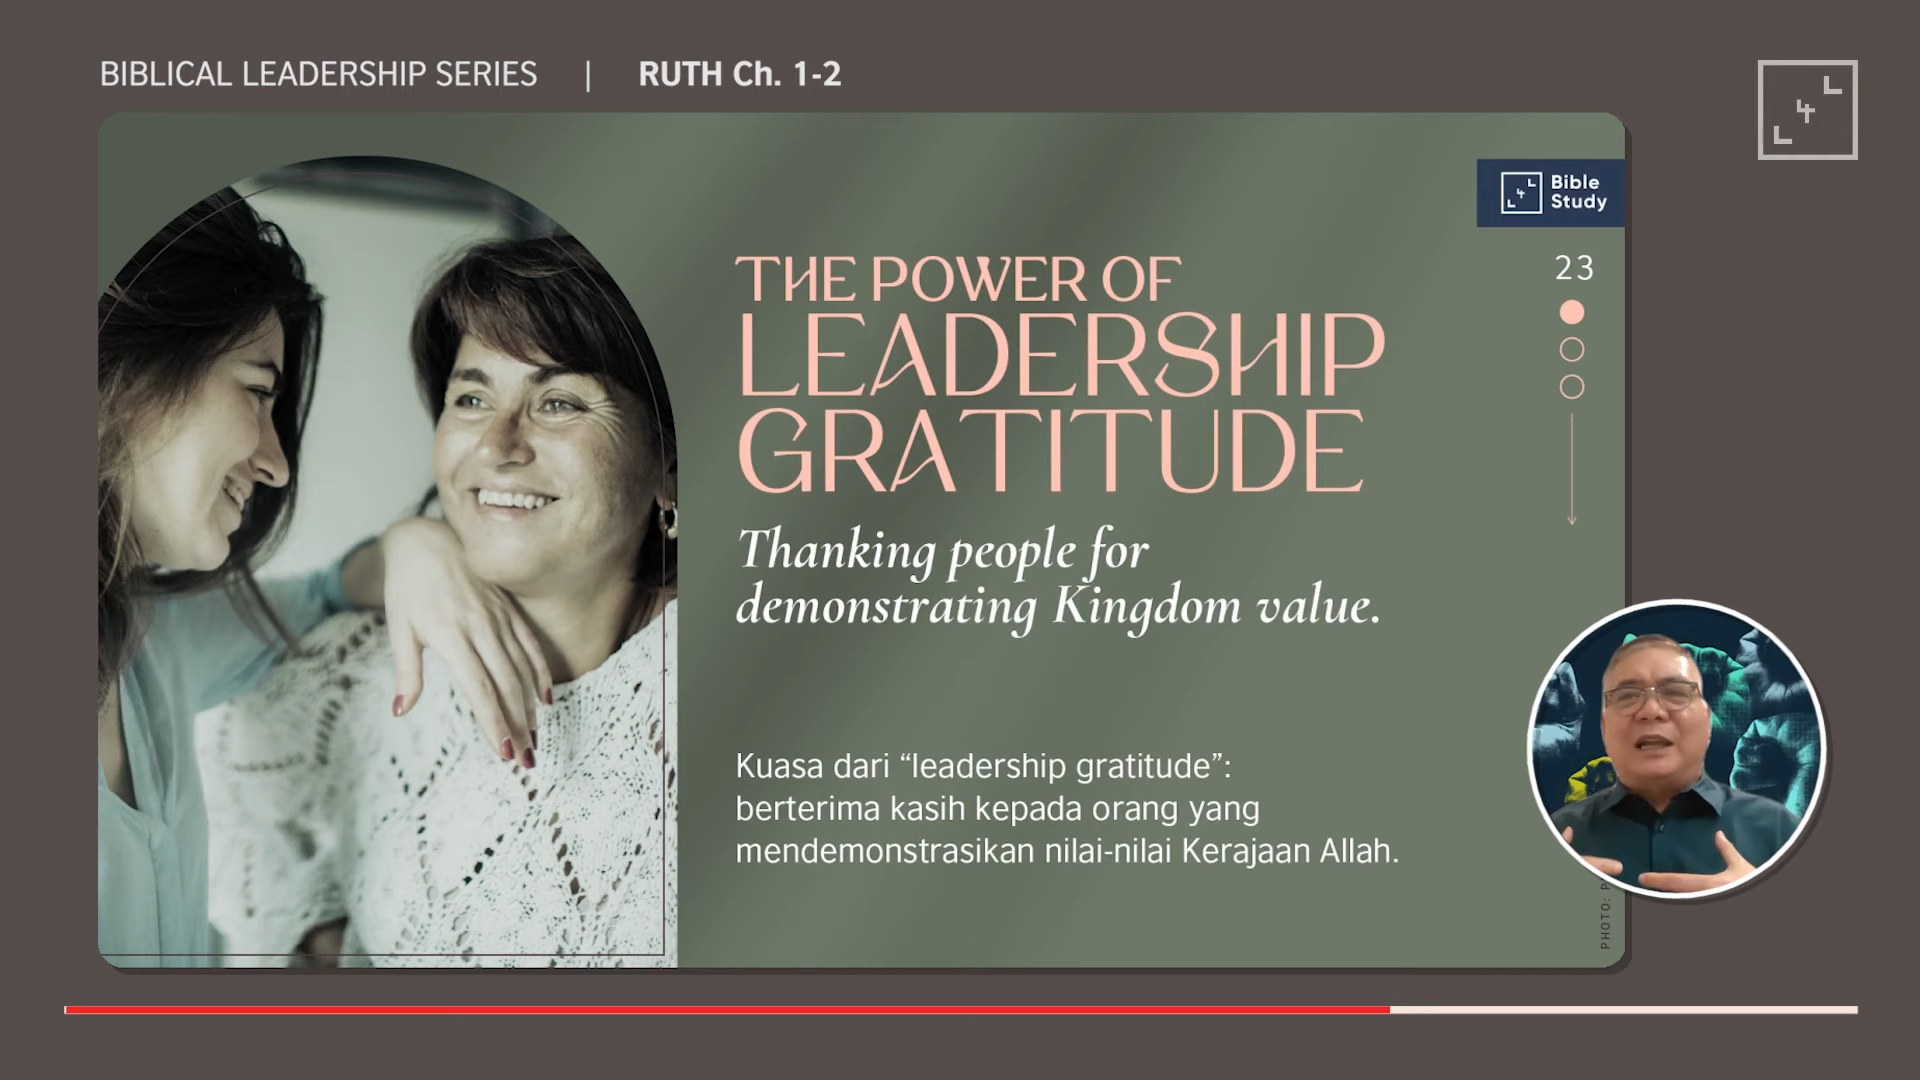 BIBLICAL LEADERSHIP SERIES | RUTH Ch. 1-2
Bible
Study
23
THE POWER OF
LEADERSHIP
GRATITUDE
Thanking people for
demonstrating Kingdom value.
Kuasa dari “leadership gratitude”:
berterima kasih kepada orang yang
mendemonstrasikan nilai-nilai Kerajaan Allah.
PHOTO: